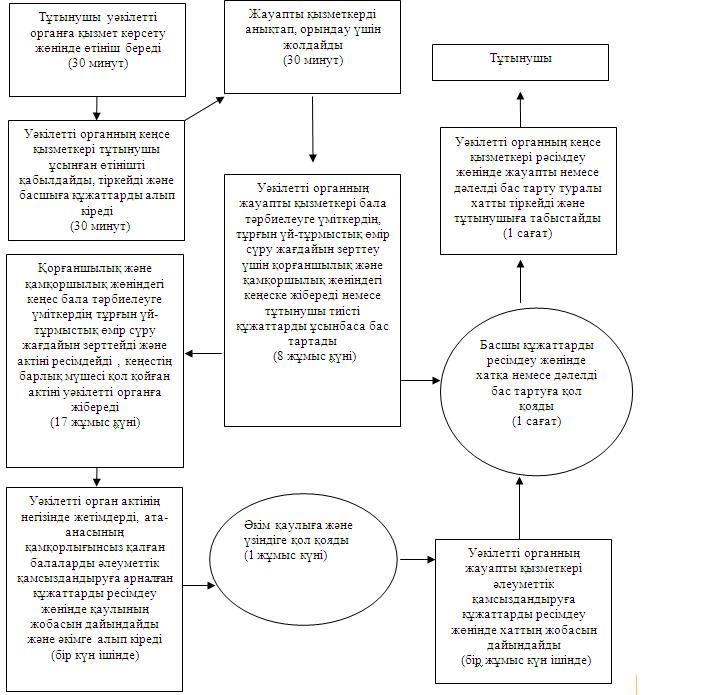 Тұтынушы уәкілетті
органға қызмет көрсету
жөнінде өтініш береді
(30 минут)
Уәкілетті органның кеңсе
қызметкері тұтынушы
ұсынған өтінішті
қабылдайды, тіркейді және
басшыға құжаттарды алып
кіреді
(30 минут)
Жауапты қызметкерді
анықтап, орындау үшін
жолдайды
(30 минут)
Уәкілетті органның
жауапты қызметкері бала
тәрбиелеуге үміткердің,
тұрғын үй-тұрмыстық өмір
сүру жағдайын зерттеу
үшін қорғаншылық және
қамқоршылық жөніндегі
кеңеске жібереді немесе
тұтынушы тиісті
құжаттарды ұсынбаса бас
тартады
(8 жұмыс күні)
Қорғаншылық және
қамқоршылық жөніндегі
кеңес бала тәрбиелеуге
үміткердің тұрғын үй-
тұрмыстық өмір сүру
жағдайын зерттейді және
актіні ресімдейді , кеңестің
барлық мүшесі қол қойған
актіні уәкілетті органға
жібереді
(17 жұмыс күні)
Уәкілетті орган актінің
негізінде жетімдерді, ата-
анасының
қамқорлығынсыз қалған
балаларды әлеуметтік
қамсыздандыруға арналған
құжаттарды ресімдеу
жөнінде қаулының
жобасын дайындайды
және әкімге алып кіреді
(бір күн ішінде)
Әкім қаулыға және
үзіндіге қол қояды
(1 жұмыс күні)
Уәкілетті органның
жауапты қызметкері
әлеуметтік
қамсыздандыруға
құжаттарды ресімдеу
жөнінде хаттың жобасын
дайындайды
(бір жұмыс күн ішінде)
Басшы құжаттарды
ресімдеу жөнінде
хатқа немесе дәлелді
бас тартуға қол
қояды
(1 сағат)
Уәкілетті органның кеңсе
қызметкері рәсімдеу
жөнінде жауапты немесе
дәлелді бас тарту туралы
хатты тіркейді және
тұтынушыға табыстайды
(1 сағат)
Тұтынушы